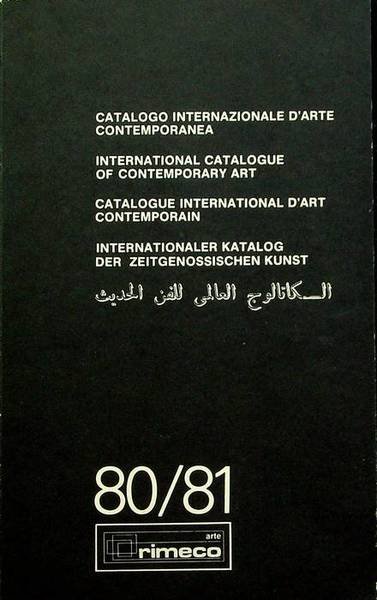 CATALOGO INTERNAZIONALE D'ARTE
CONTEMPORANEA
INTERNATIONAL CATALOGUE
OF CONTEMPORARY ART
CATALOGUE INTERNATIONAL D'ART
CONTEMPORAIN
INTERNATIONALER KATALOG
DER ZEITGENOSSISCHEN KUNST
الكاتالوج العالمي للفن الحديث
80/81
arte
rimeco